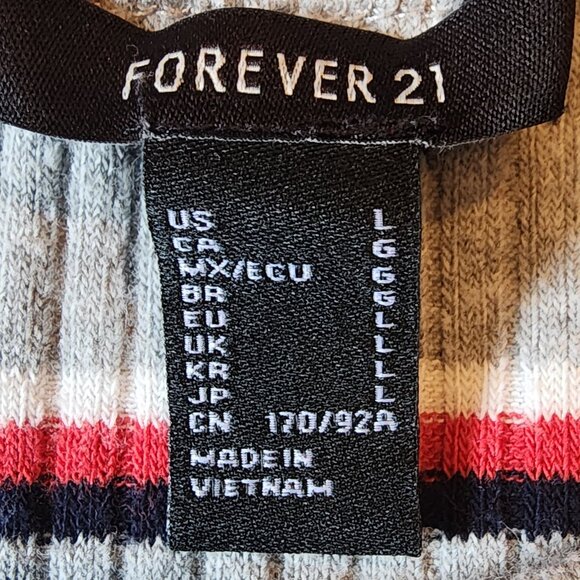 FOREVER 21
US L
CA G
MX/ECU G
BR G
EU L
UK L
KR L
JP L
CN 170/92A
MADE IN
VIETNAM